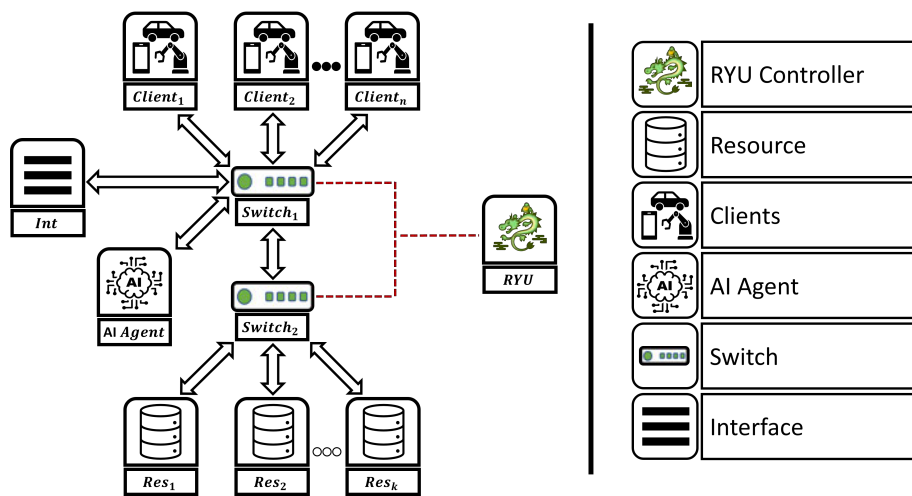 Client₁ Client₂ Clientₙ
Int
Switch₁
AI
AI Agent
RYU
Switch₂
Res₁ Res₂ Resₖ
RYU Controller
Resource
Clients
AI
AI Agent
Switch
Interface